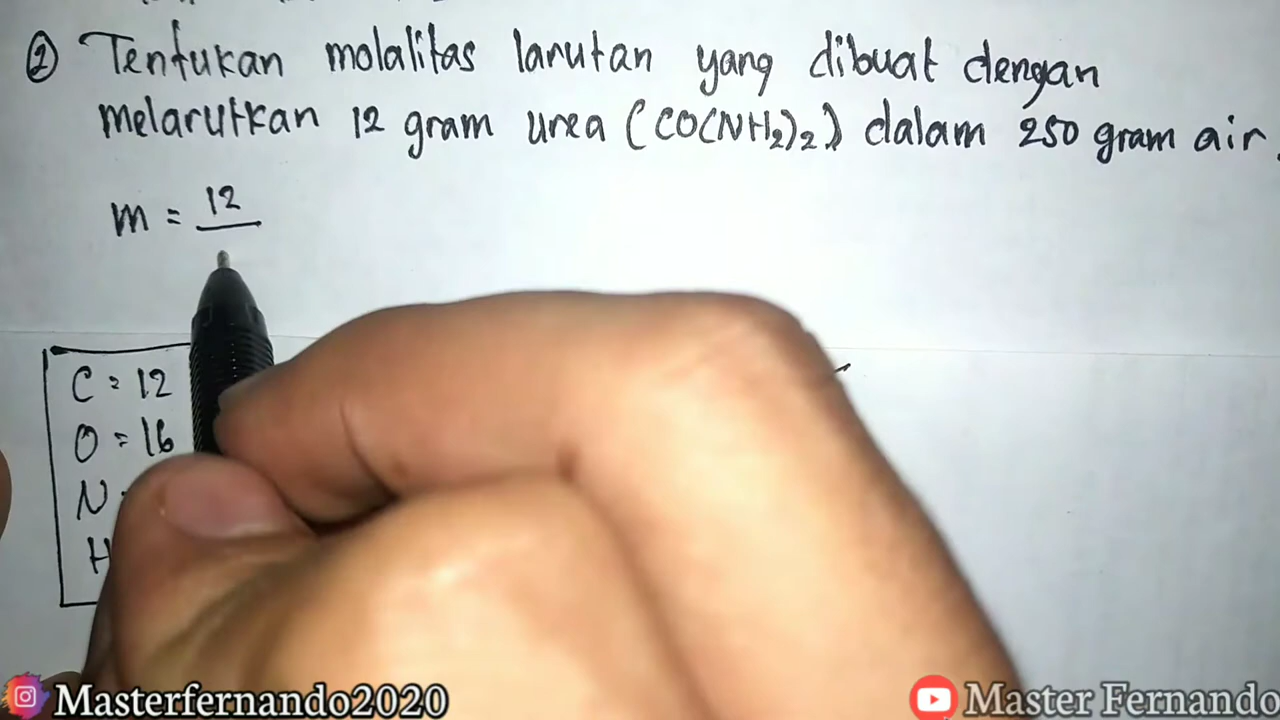 ② Tentukan molalitas larutan yang dibuat dengan
melarutkan 12 gram urea (CO(NH₂)₂) dalam 250 gram air.
m = 12
C = 12
O = 16
N
H
Masterfernando2020
Master Fernando